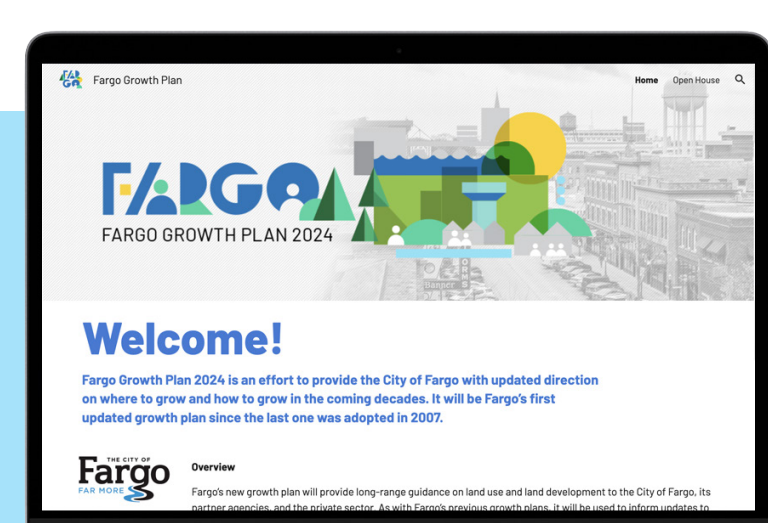 Fargo Growth Plan
Home Open House
FARGO
FARGO GROWTH PLAN 2024
ORMS
Banner
Welcome!
Fargo Growth Plan 2024 is an effort to provide the City of Fargo with updated direction
on where to grow and how to grow in the coming decades. It will be Fargo's first
updated growth plan since the last one was adopted in 2007.
THE CITY OF
Fargo
FAR MORE
Overview
Fargo's new growth plan will provide long-range guidance on land use and land development to the City of Fargo, its
partner agencies, and the private sector. As with Fargo's previous growth plans, it will be used to inform updates to